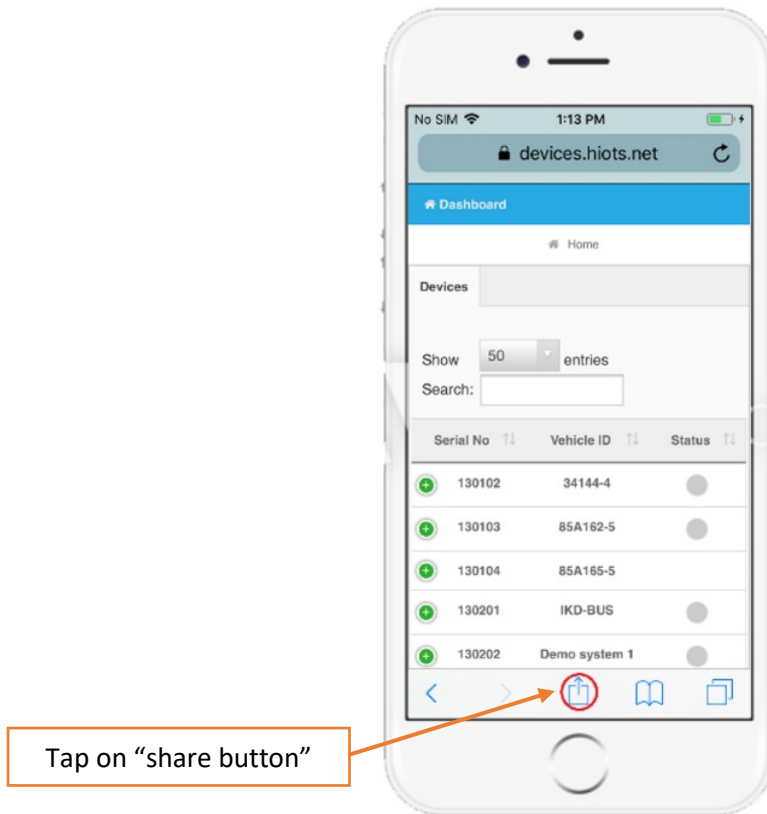 No SIM 1:13 PM
devices.hiots.net
Dashboard
Home
Devices
Show 50 entries
Search:
Serial No Vehicle ID Status
130102 34144-4
130103 85A162-5
130104 85A165-5
130201 IKD-BUS
130202 Demo system 1
Tap on “share button”